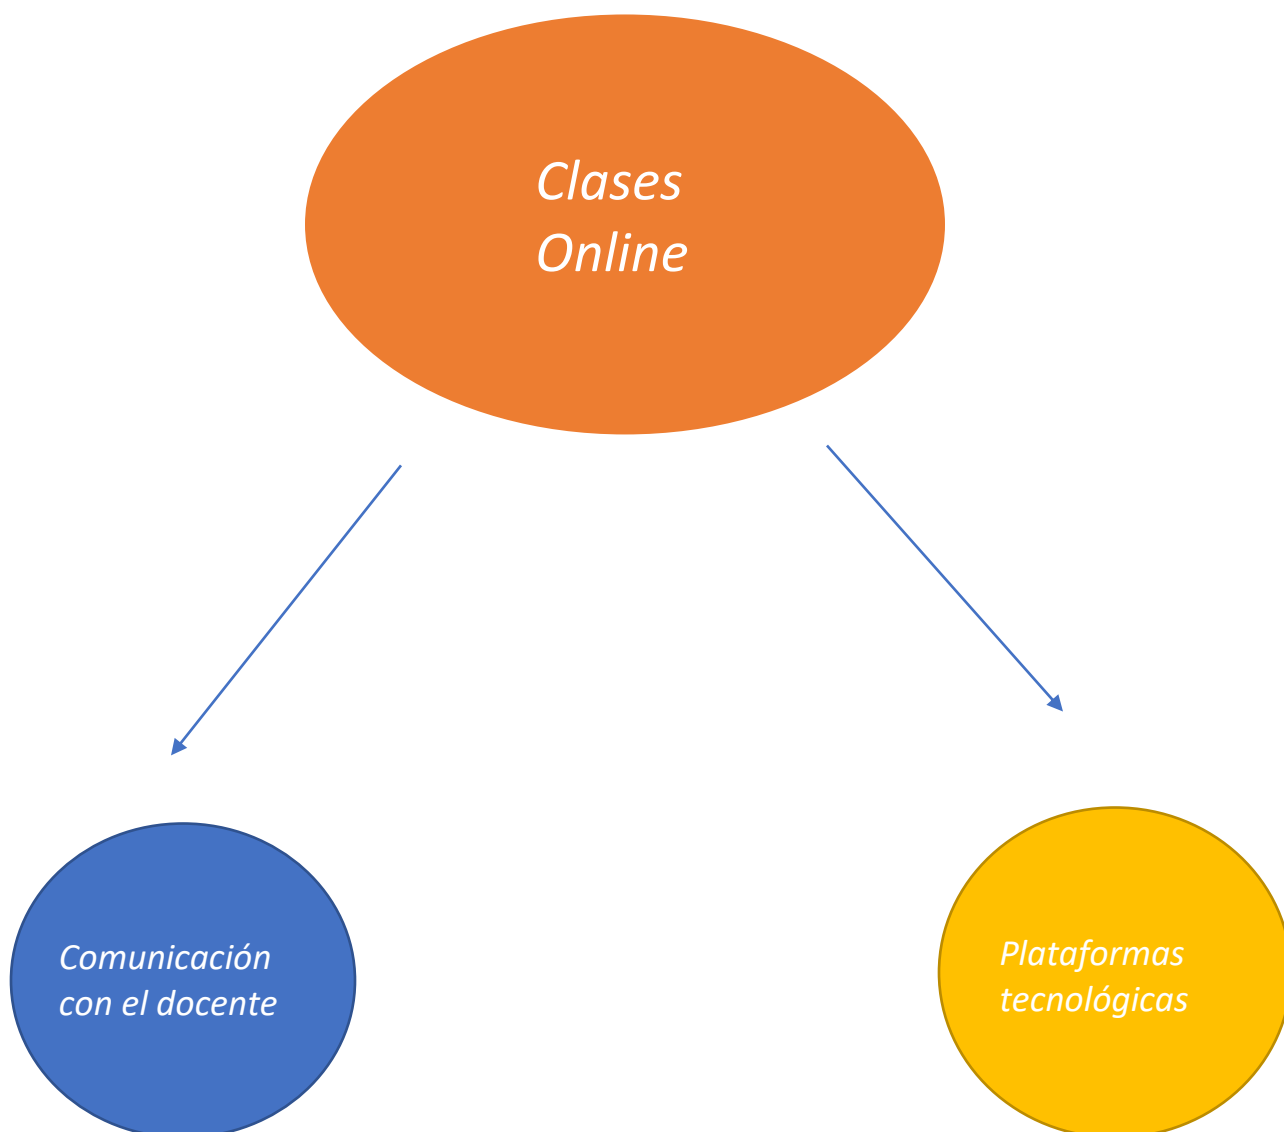 Clases
Online
Comunicación
con el docente
Plataformas
tecnológicas